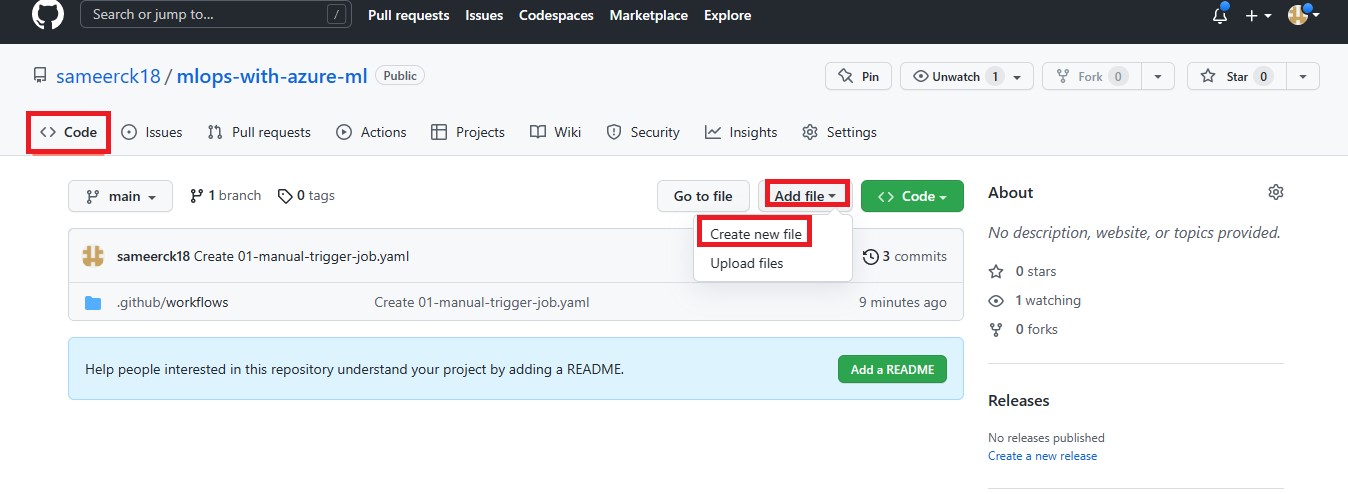 Search or jump to... / Pull requests Issues Codespaces Marketplace Explore
sameerck18 / mlops-with-azure-ml Public Pin Unwatch 1 Fork 0 Star 0
<> Code Issues Pull requests Actions Projects Wiki Security Insights Settings
main 1 branch 0 tags Go to file Add file <> Code
Create new file
Upload files
sameerck18 Create 01-manual-trigger-job.yaml 3 commits
.github/workflows Create 01-manual-trigger-job.yaml 9 minutes ago
Help people interested in this repository understand your project by adding a README. Add a README
About
No description, website, or topics provided.
0 stars
1 watching
0 forks
Releases
No releases published
Create a new release